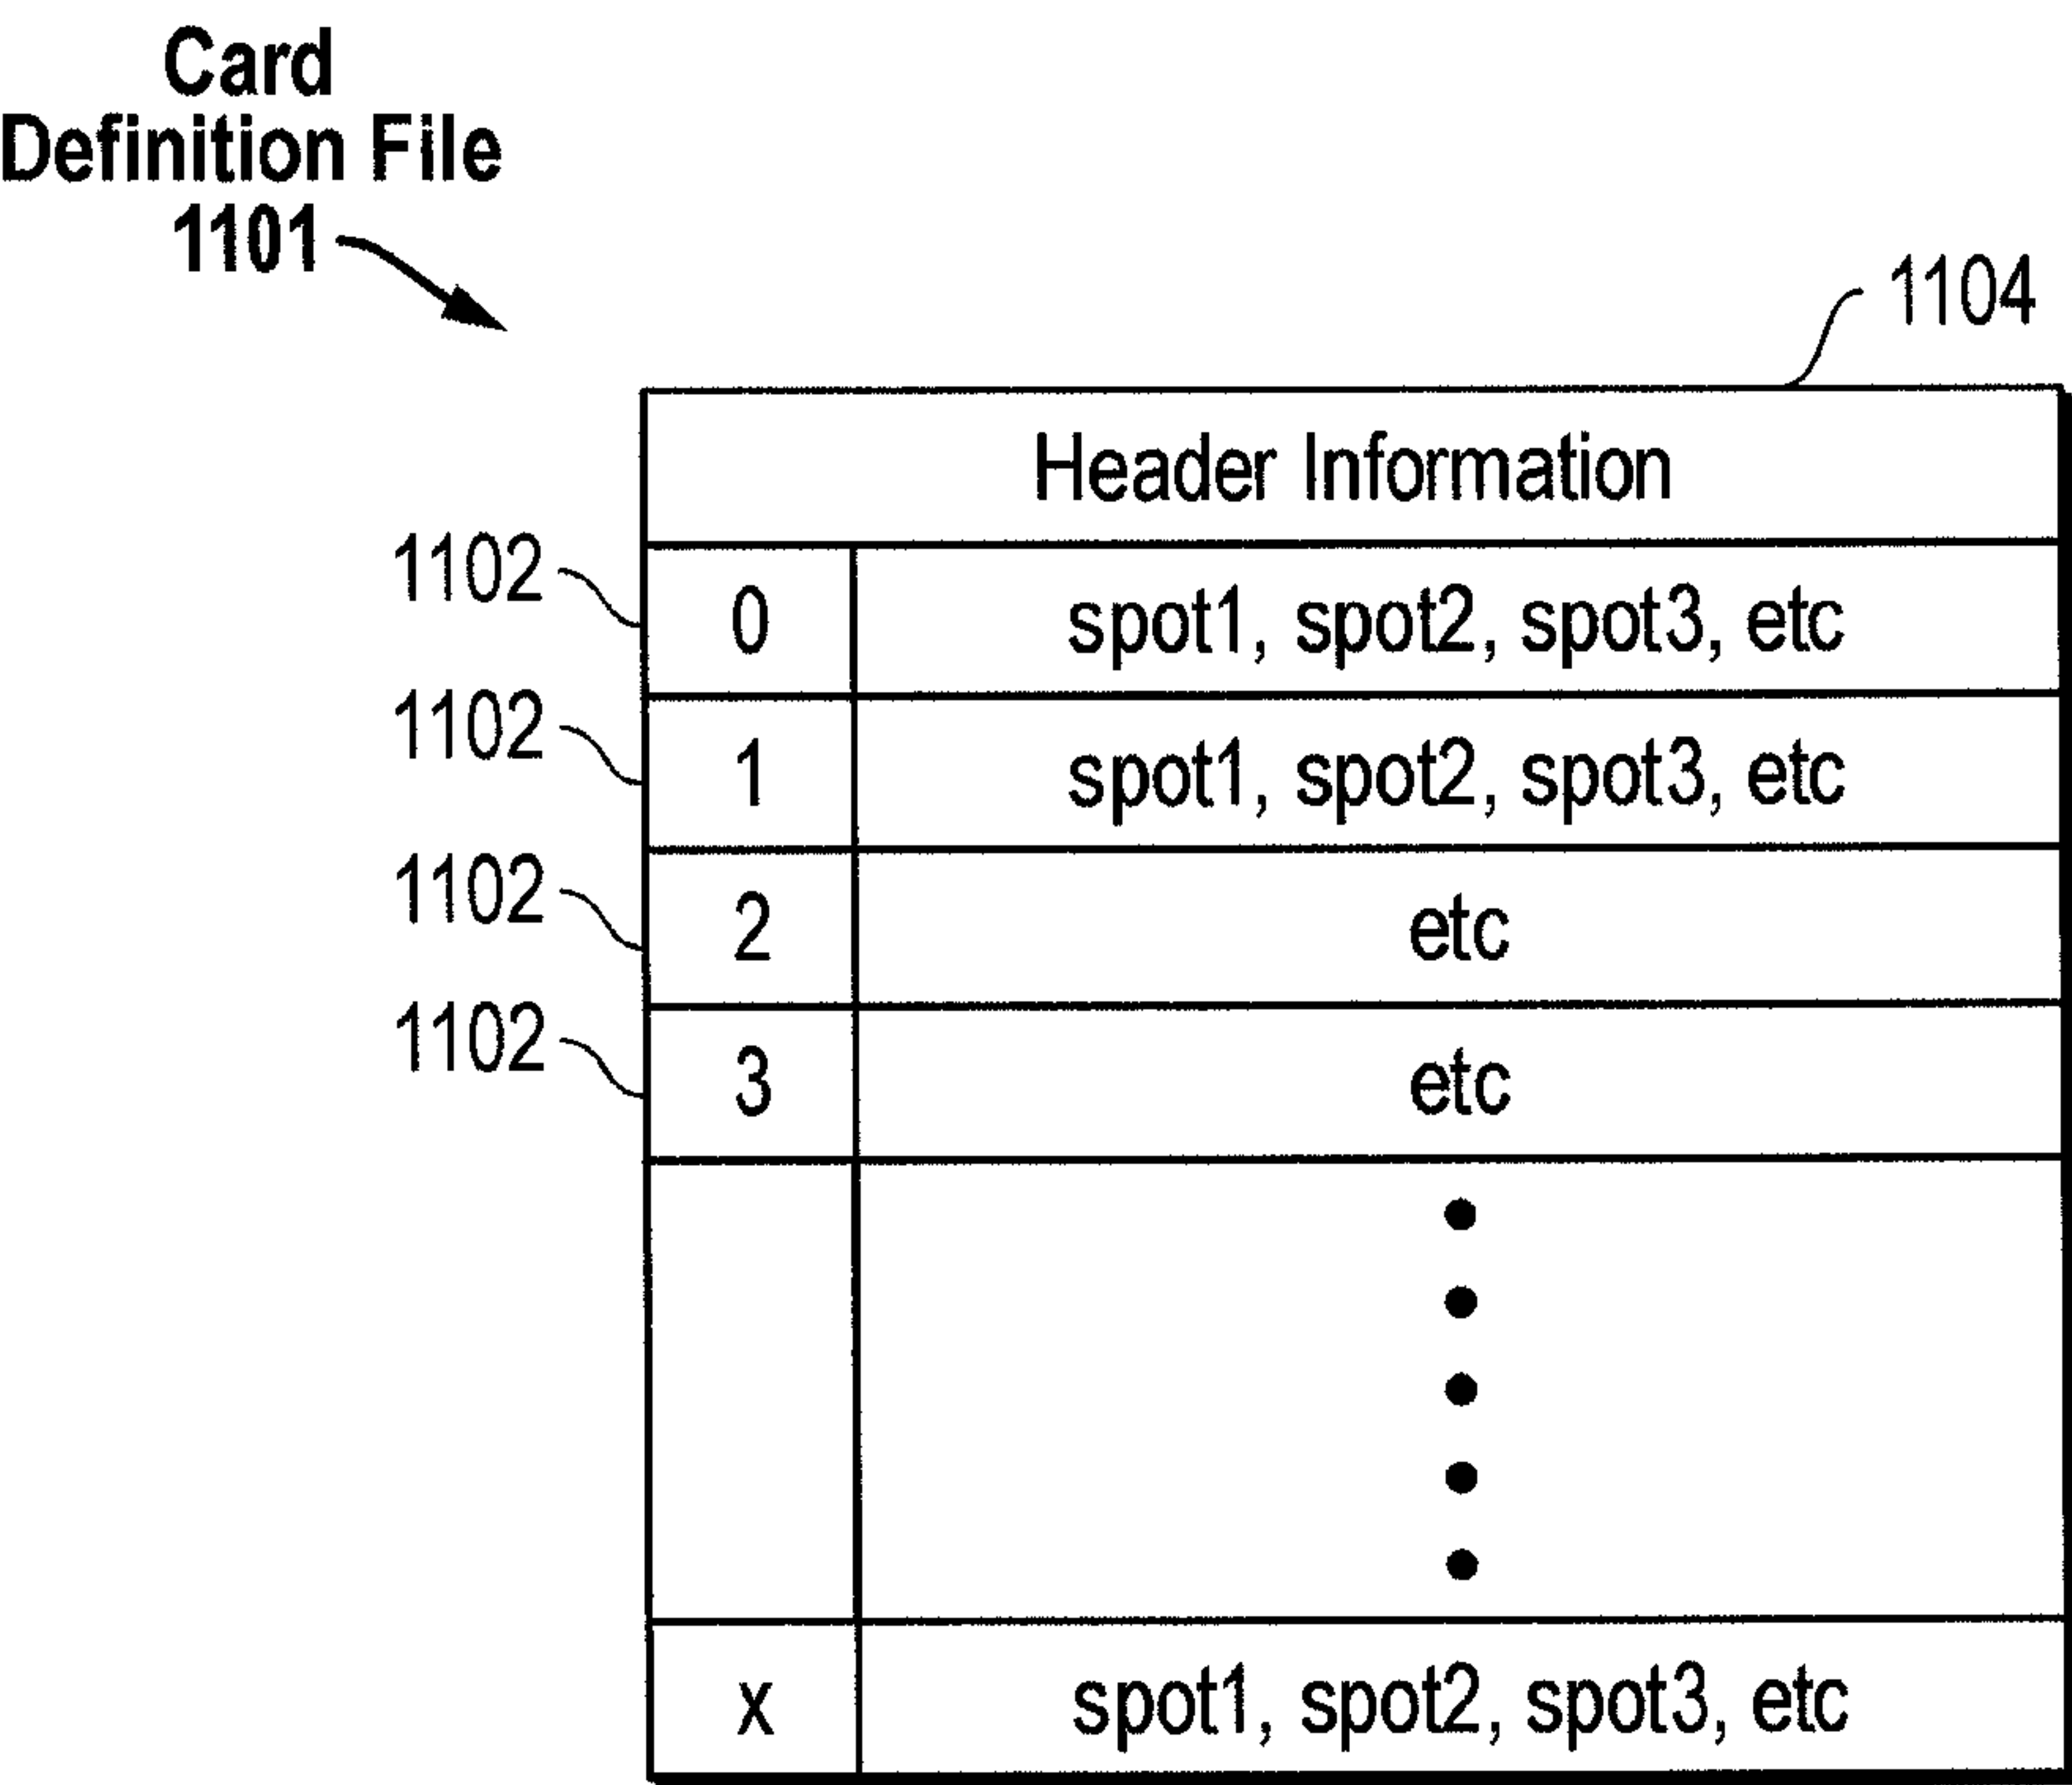 Card
Definition File
1101
1104
Header Information
1102
0 spot1, spot2, spot3, etc
1102
1 spot1, spot2, spot3, etc
1102
2 etc
1102
3 etc
x spot1, spot2, spot3, etc